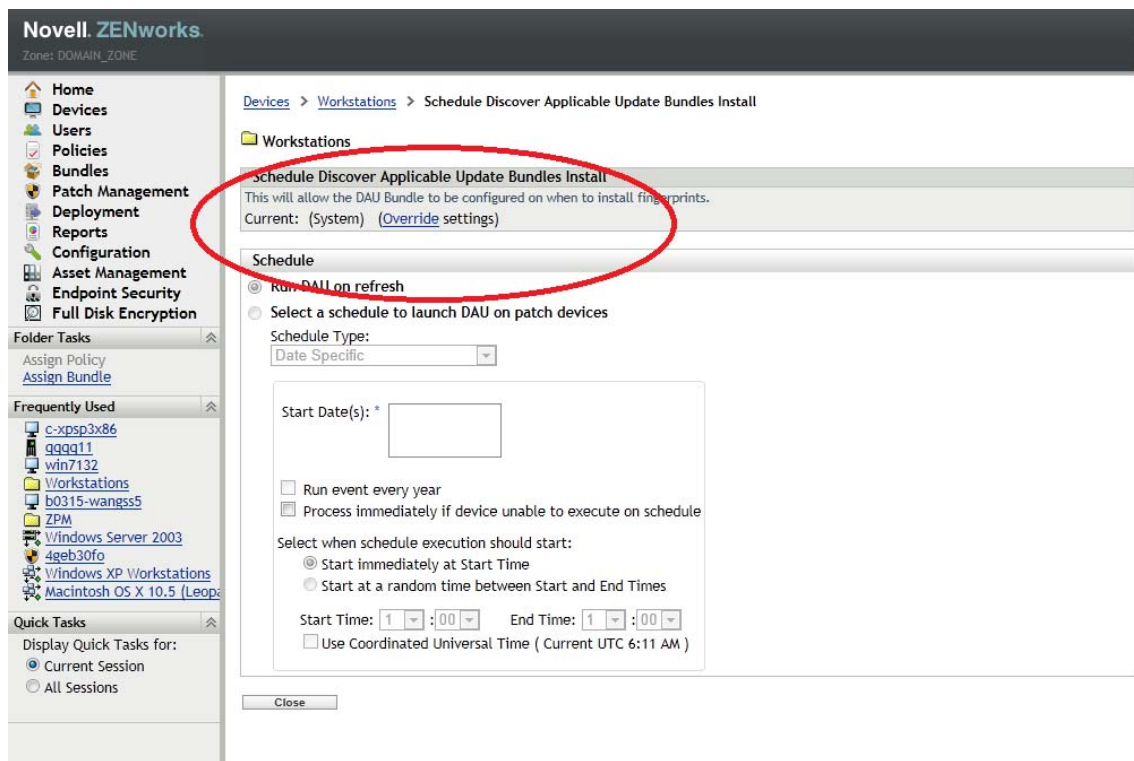 Novell. ZENworks.
Zone: DOMAIN_ZONE
Home
Devices
Users
Policies
Bundles
Patch Management
Deployment
Reports
Configuration
Asset Management
Endpoint Security
Full Disk Encryption
Folder Tasks
Assign Policy
Assign Bundle
Frequently Used
c-xpsp3x86
qqqq11
win7132
Workstations
b0315-wangss5
ZPM
Windows Server 2003
4geb30fo
Windows XP Workstations
Macintosh OS X 10.5 (Leopa
Quick Tasks
Display Quick Tasks for:
Current Session
All Sessions
Devices > Workstations > Schedule Discover Applicable Update Bundles Install
Workstations
Schedule Discover Applicable Update Bundles Install
This will allow the DAU Bundle to be configured on when to install fingerprints.
Current: (System) (Override settings)
Schedule
Run DAU on refresh
Select a schedule to launch DAU on patch devices
Schedule Type:
Date Specific
Start Date(s): *
Run event every year
Process immediately if device unable to execute on schedule
Select when schedule execution should start:
Start immediately at Start Time
Start at a random time between Start and End Times
Start Time: 1 : 00 End Time: 1 : 00
Use Coordinated Universal Time ( Current UTC 6:11 AM )
Close